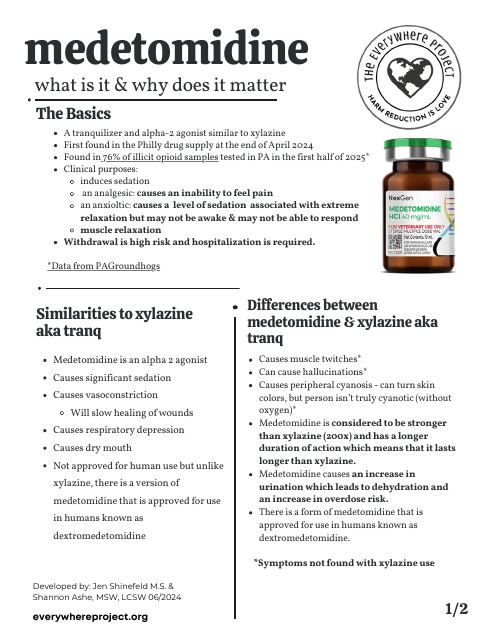 medetomidine
what is it & why does it matter
THE EVERYWHERE PROJECT
HARM REDUCTION IS LOVE
The Basics
• A tranquilizer and alpha-2 agonist similar to xylazine
• First found in the Philly drug supply at the end of April 2024
• Found in 76% of illicit opioid samples tested in PA in the first half of 2025*
• Clinical purposes:
o induces sedation
o an analgesic: causes an inability to feel pain
o an anxioltic: causes a level of sedation associated with extreme
relaxation but may not be awake & may not be able to respond
o muscle relaxation
• Withdrawal is high risk and hospitalization is required.
*Data from PAGroundhogs
NexGen
MEDETOMIDINE
HCl 40 mg/mL
FOR VETERINARY USE ONLY
STERILE MULTIPLE DOSE VIAL
Similarities to xylazine
aka tranq
• Medetomidine is an alpha 2 agonist
• Causes significant sedation
• Causes vasoconstriction
o Will slow healing of wounds
• Causes respiratory depression
• Causes dry mouth
• Not approved for human use but unlike
xylazine, there is a version of
medetomidine that is approved for use
in humans known as
dextromedetomidine
Differences between
medetomidine & xylazine aka
tranq
• Causes muscle twitches*
• Can cause hallucinations*
• Causes peripheral cyanosis - can turn skin
colors, but person isn't truly cyanotic (without
oxygen)*
• Medetomidine is considered to be stronger
than xylazine (200x) and has a longer
duration of action which means that it lasts
longer than xylazine.
• Medetomidine causes an increase in
urination which leads to dehydration and
an increase in overdose risk.
• There is a form of medetomidine that is
approved for use in humans known as
dextromedetomidine.
*Symptoms not found with xylazine use
Developed by: Jen Shinefeld M.S. &
Shannon Ashe, MSW, LCSW 06/2024
everywhereproject.org
1/2